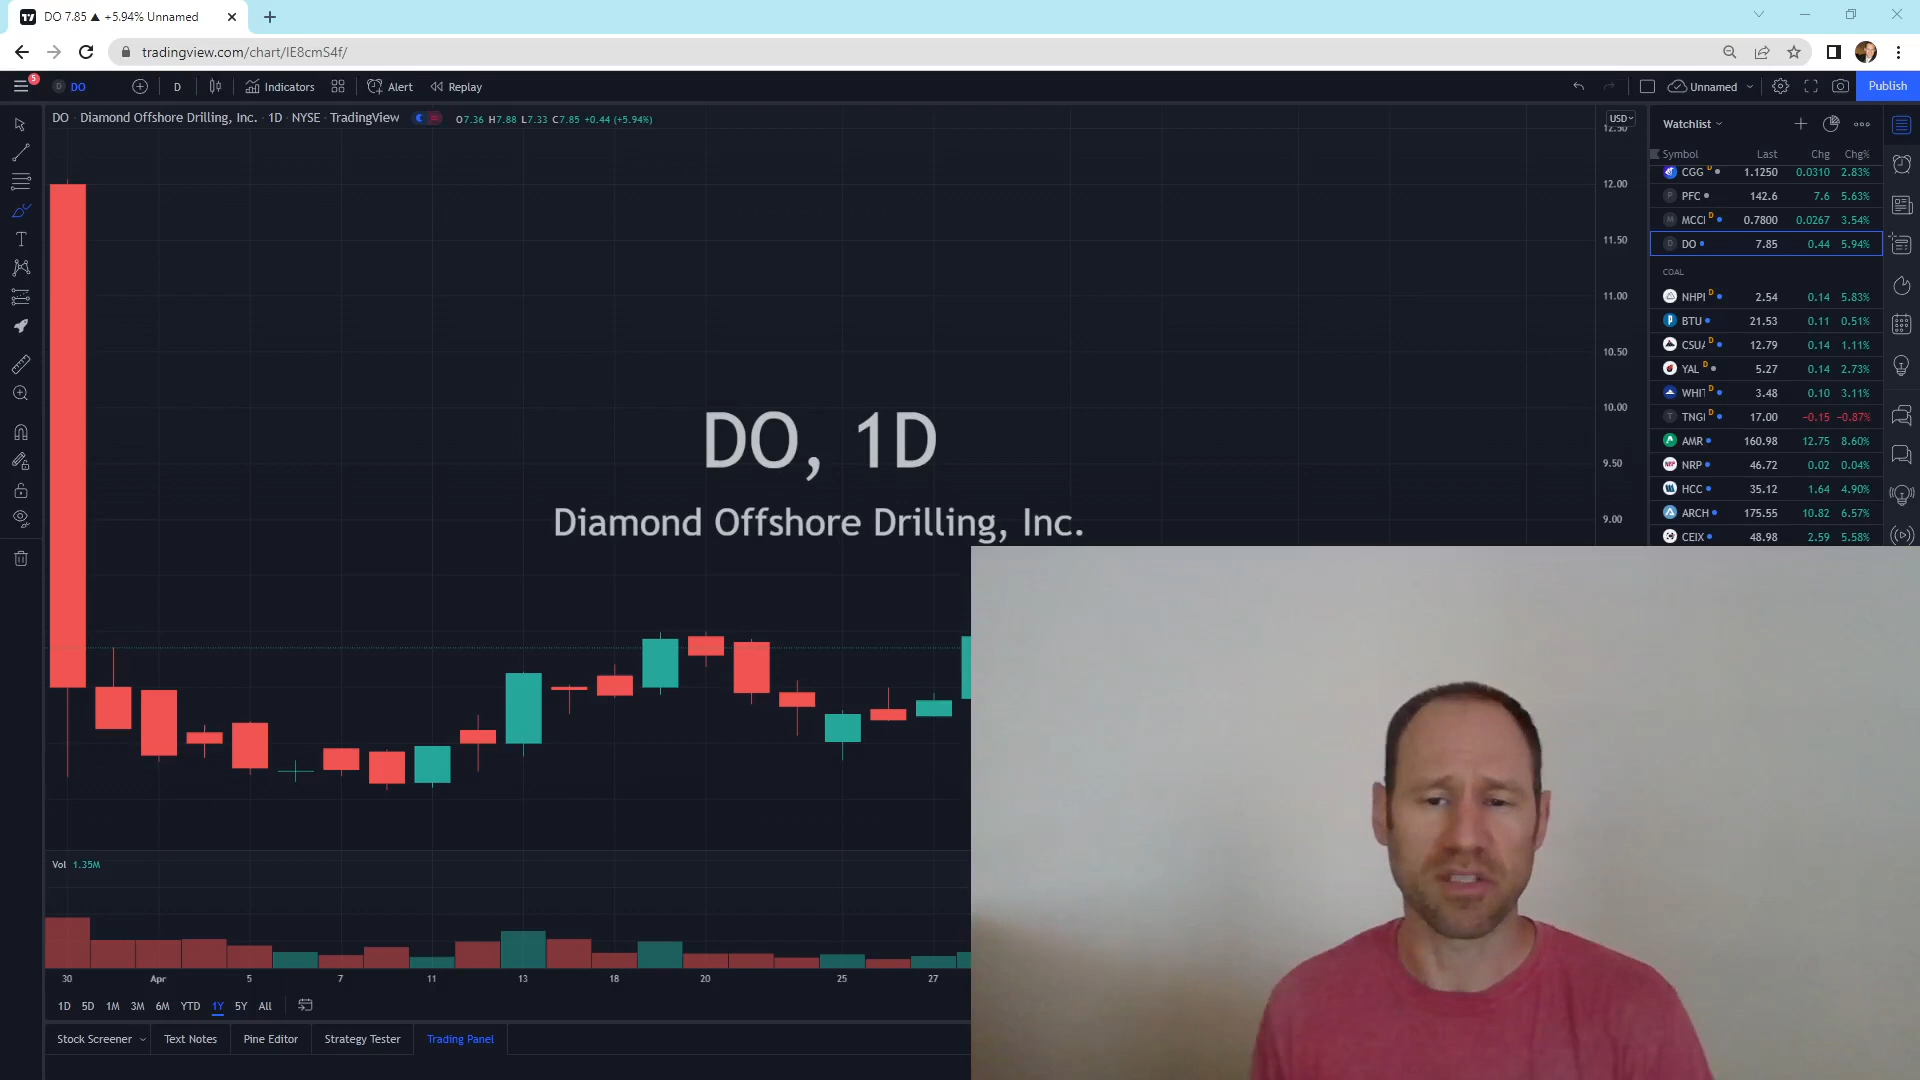 DO 7.85 ▲ +5.94% Unnamed
tradingview.com/chart/IE8cmS4f/
5
DO
D
Indicators
Alert
Replay
Unnamed
Publish
DO · Diamond Offshore Drilling, Inc. · 1D · NYSE · TradingView
O7.36 H7.88 L7.33 C7.85 +0.44 (+5.94%)
USD
12.50
12.00
11.50
11.00
10.50
10.00
9.50
9.00
DO, 1D
Diamond Offshore Drilling, Inc.
Watchlist
Symbol Last Chg Chg%
CGG D 1.1250 0.0310 2.83%
PFC 142.6 7.6 5.63%
MCCI D 0.7800 0.0267 3.54%
DO 7.85 0.44 5.94%
COAL
NHPI D 2.54 0.14 5.83%
BTU 21.53 0.11 0.51%
CSUA D 12.79 0.14 1.11%
YAL D 5.27 0.14 2.73%
WHIT D 3.48 0.10 3.11%
TNGI D 17.00 −0.15 −0.87%
AMR 160.98 12.75 8.60%
NRP 46.72 0.02 0.04%
HCC 35.12 1.64 4.90%
ARCH 175.55 10.82 6.57%
CEIX 48.98 2.59 5.58%
Vol 1.35M
30 Apr 5 7 11 13 18 20 25 27
1D 5D 1M 3M 6M YTD 1Y 5Y All
Stock Screener Text Notes Pine Editor Strategy Tester Trading Panel